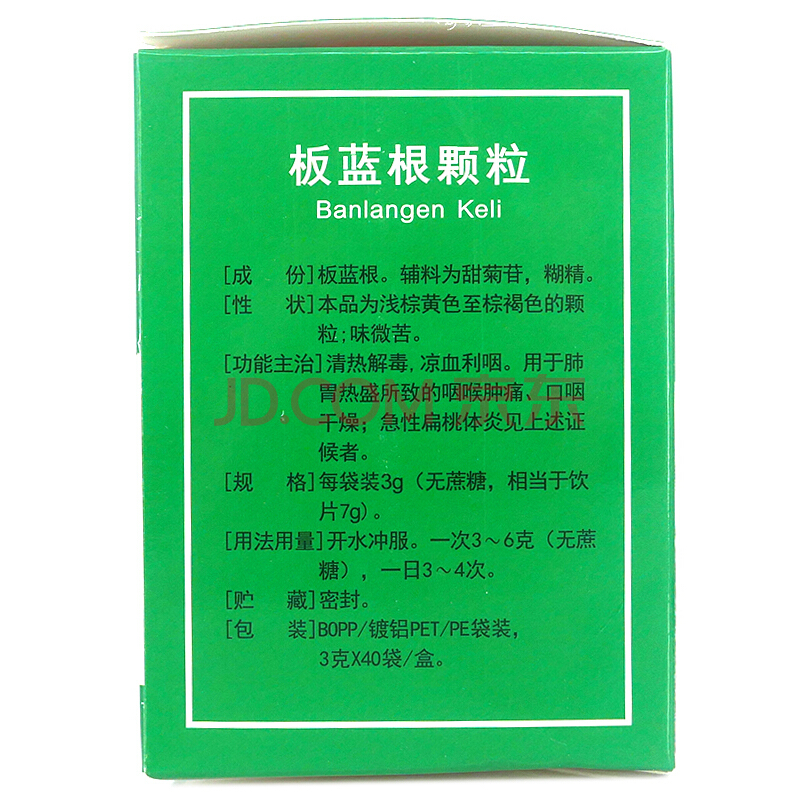 板蓝根颗粒
Banlangen Keli
[成 份]板蓝根。辅料为甜菊苷，糊精。
[性 状]本品为浅棕黄色至棕褐色的颗
粒;味微苦。
[功能主治]清热解毒,凉血利咽。用于肺
胃热盛所致的咽喉肿痛、口咽
干燥；急性扁桃体炎见上述证
候者。
JD.COM 京东
[规 格]每袋装3g（无蔗糖，相当于饮
片7g)。
[用法用量]开水冲服。一次3～6克（无蔗
糖），一日3～4次。
[贮 藏]密封。
[包 装]BOPP/镀铝PET/PE袋装，
3克X40袋/盒。